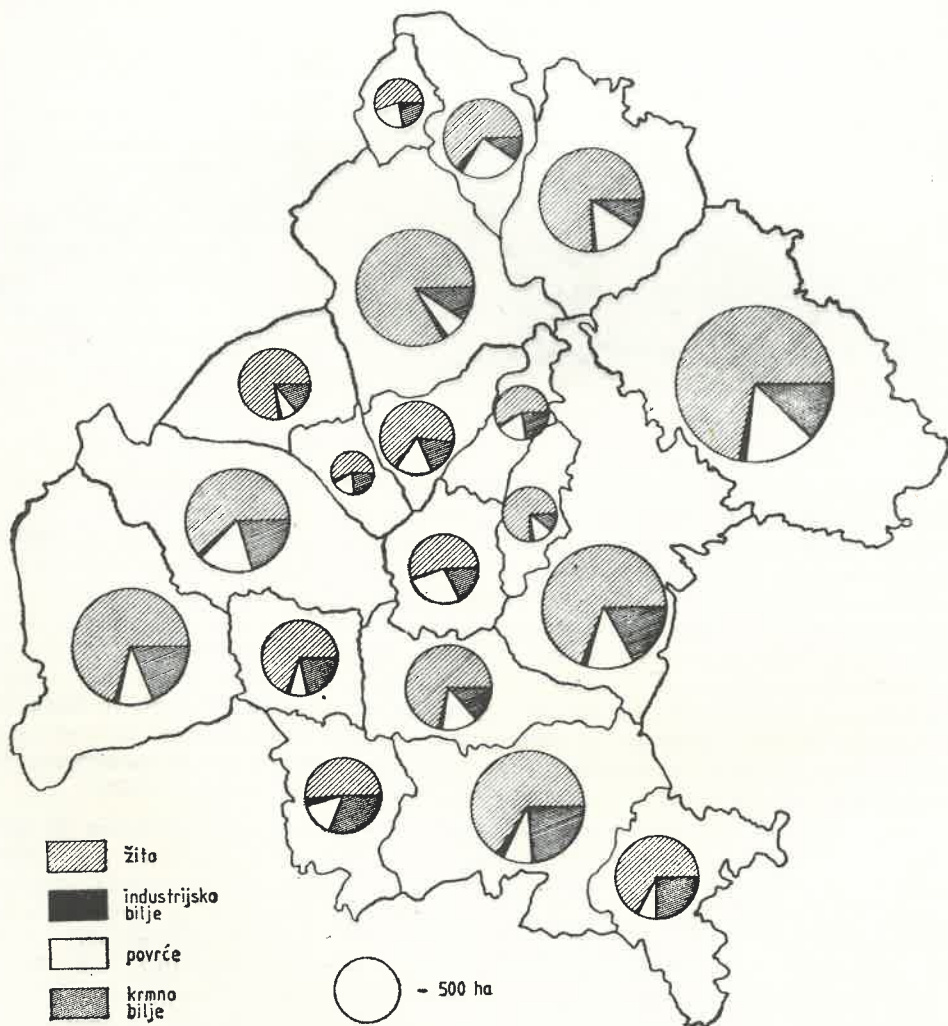 žito
industrijsko
bilje
povrće
krmno
bilje
- 500 ha